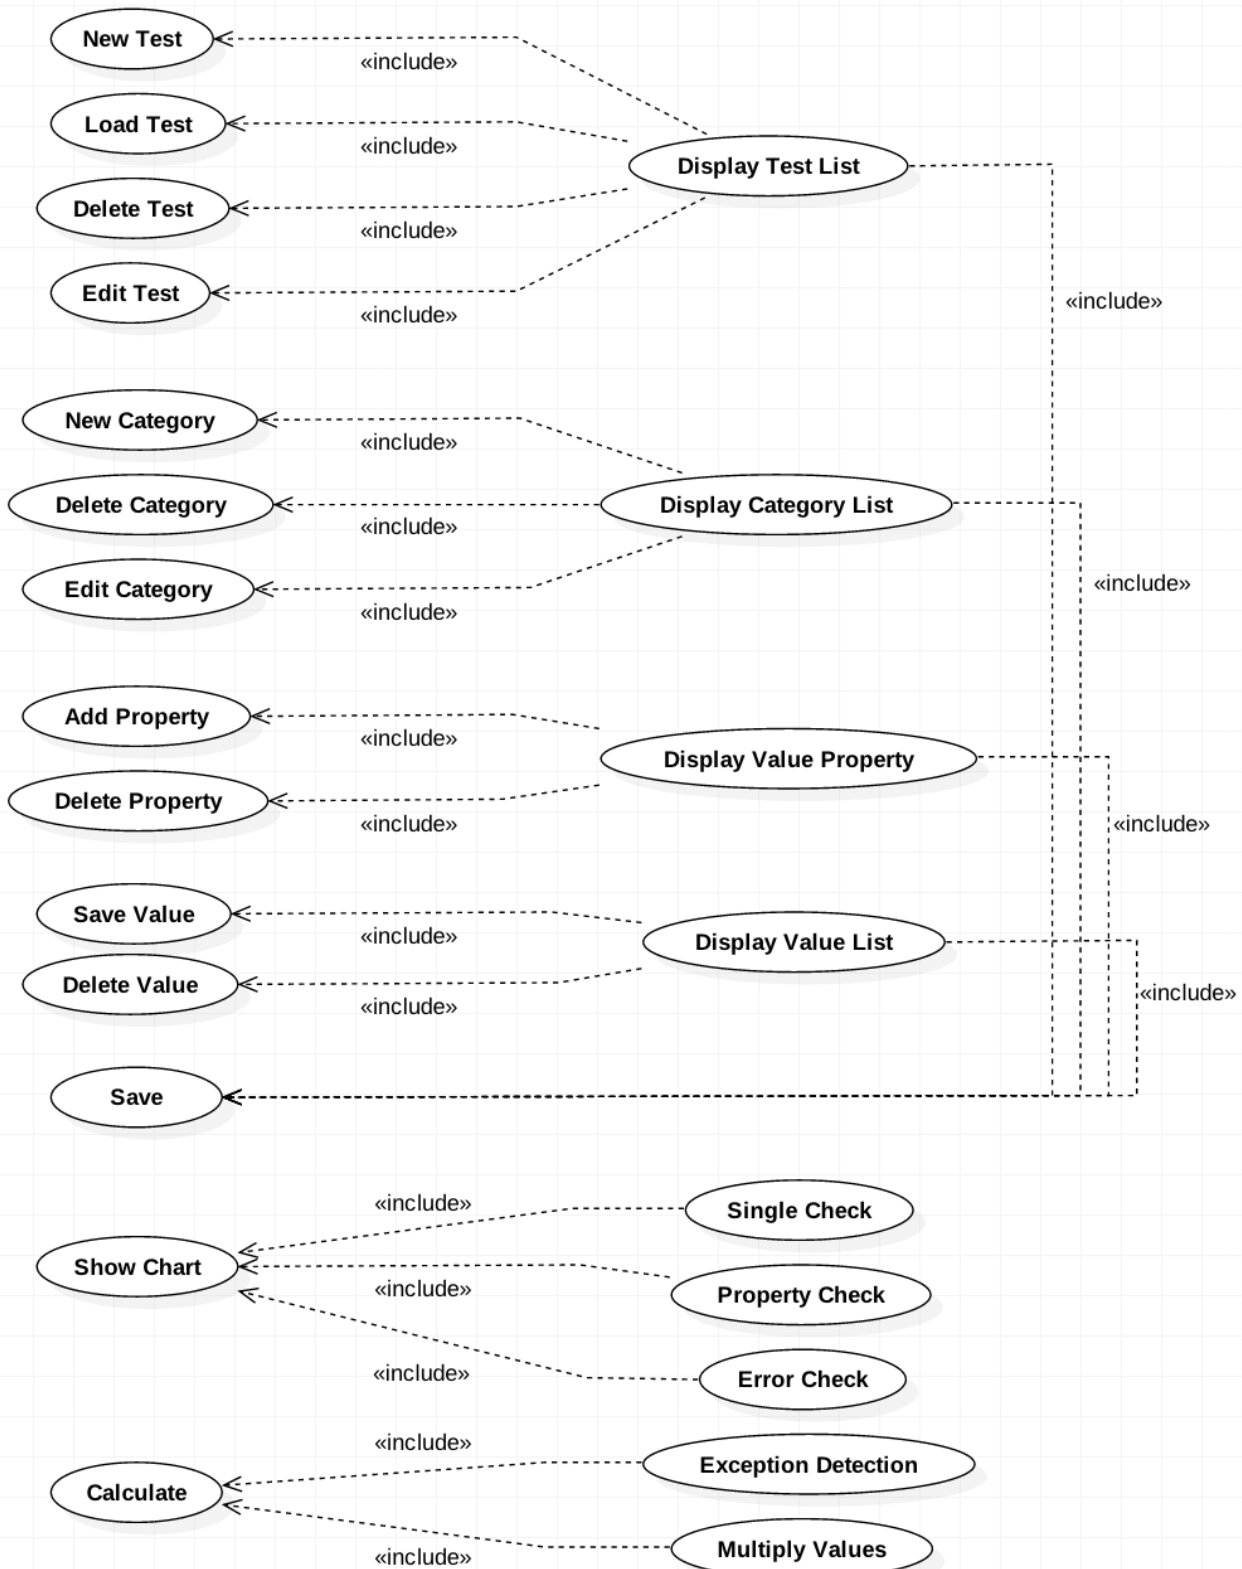 New Test
«include»
Load Test
«include»
Display Test List
Delete Test
«include»
Edit Test
«include»
«include»
New Category
«include»
Delete Category
«include»
Display Category List
Edit Category
«include»
«include»
Add Property
«include»
Display Value Property
Delete Property
«include»
«include»
Save Value
«include»
Display Value List
Delete Value
«include»
«include»
Save
«include»
Single Check
Show Chart
«include»
Property Check
«include»
Error Check
«include»
Exception Detection
Calculate
«include»
Multiply Values